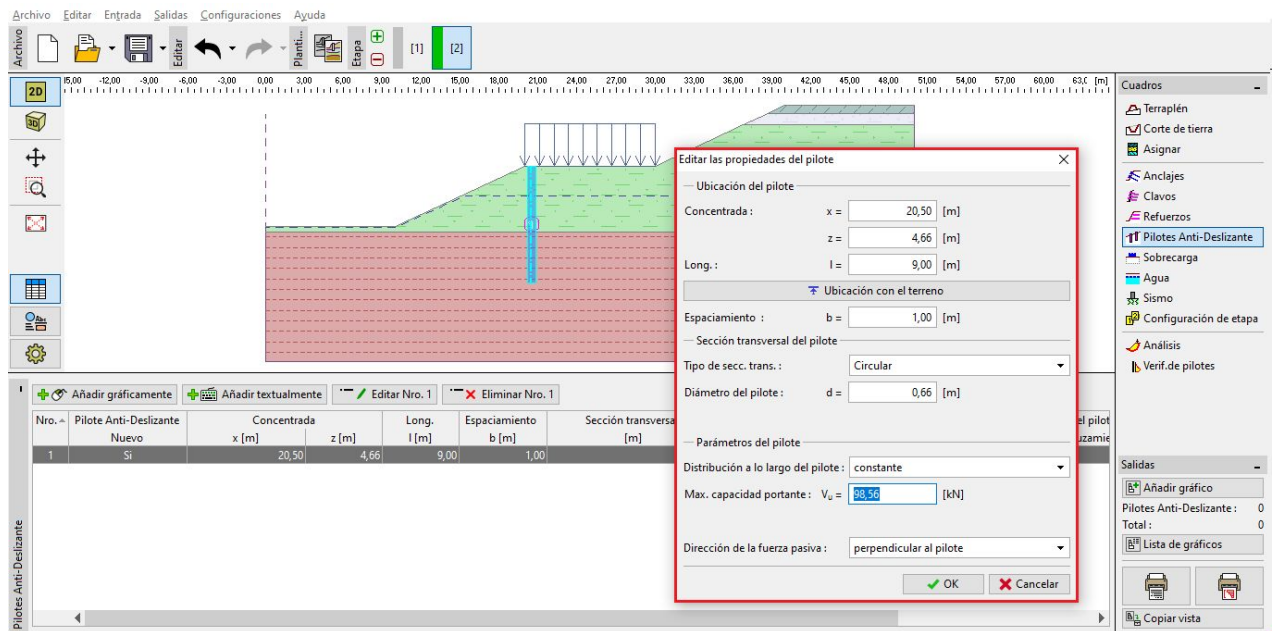 Archivo Editar Entrada Salidas Configuraciones Ayuda
Archivo
Editar
Planti...
Etapa
[1]
[2]
2D
15,00 -12,00 -9,00 -6,00 -3,00 0,00 3,00 6,00 9,00 12,00 15,00 18,00 21,00 24,00 27,00 30,00 33,00 36,00 39,00 42,00 45,00 48,00 51,00 54,00 57,00 60,00 63,( [m]
3D
Abc
Editar las propiedades del pilote
Ubicación del pilote
Concentrada : x = 20,50 [m]
z = 4,66 [m]
Long. : l = 9,00 [m]
Ubicación con el terreno
Espaciamiento : b = 1,00 [m]
Sección transversal del pilote
Tipo de secc. trans. : Circular
Diámetro del pilote : d = 0,66 [m]
Parámetros del pilote
Distribución a lo largo del pilote : constante
Max. capacidad portante : Vu = 98,56 [kN]
Dirección de la fuerza pasiva : perpendicular al pilote
OK Cancelar
Cuadros
Terraplén
Corte de tierra
Asignar
Anclajes
Clavos
Refuerzos
Pilotes Anti-Deslizante
Sobrecarga
Agua
Sismo
Configuración de etapa
Análisis
Verif.de pilotes
Pilotes Anti-Deslizante
Añadir gráficamente Añadir textualmente Editar Nro. 1 Eliminar Nro. 1
Nro. Pilote Anti-Deslizante Concentrada Long. Espaciamiento Sección transversa el pilot
Nuevo x [m] z [m] l [m] b [m] [m] uzamie
1 Si 20,50 4,66 9,00 1,00
Salidas
Añadir gráfico
Pilotes Anti-Deslizante : 0
Total : 0
Lista de gráficos
Copiar vista